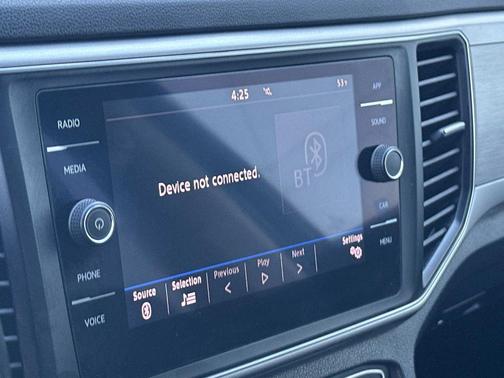 4:25
53°F
RADIO
MEDIA
PHONE
VOICE
Device not connected.
BT
Source
Selection
Previous
Play
Next
Settings
APP
SOUND
CAR
MENU